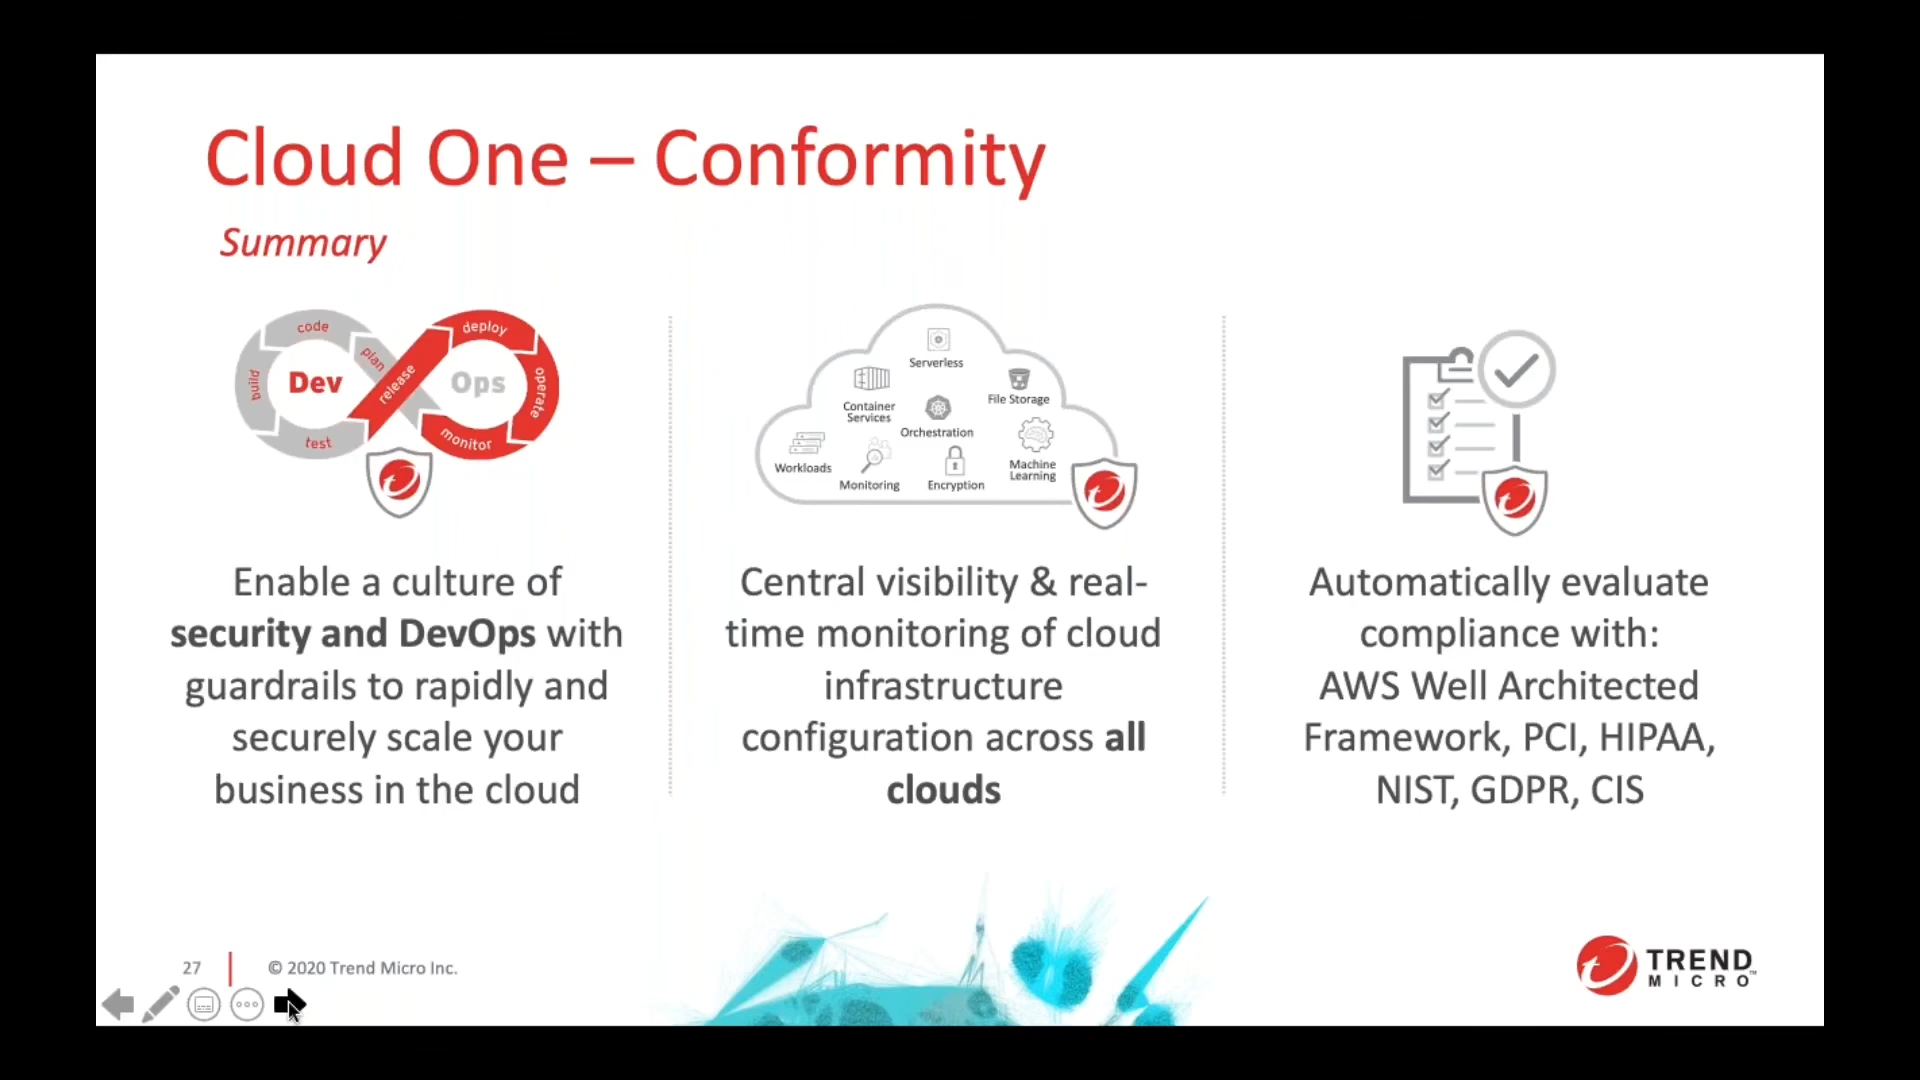 Cloud One – Conformity
Summary
code
plan
build
Dev
test
release
deploy
Ops
operate
monitor
Serverless
Container
Services
File Storage
Orchestration
Workloads
Monitoring
Encryption
Machine
Learning
Enable a culture of
security and DevOps with
guardrails to rapidly and
securely scale your
business in the cloud
Central visibility & real-
time monitoring of cloud
infrastructure
configuration across all
clouds
Automatically evaluate
compliance with:
AWS Well Architected
Framework, PCI, HIPAA,
NIST, GDPR, CIS
27
© 2020 Trend Micro Inc.
TREND
MICRO™